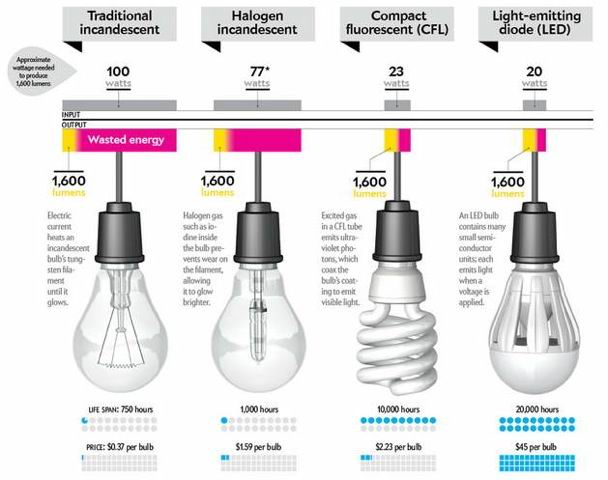 Traditional
incandescent
Halogen
incandescent
Compact
fluorescent (CFL)
Light-emitting
diode (LED)
Approximate
wattage needed
to produce
1,600 lumens
100
watts
77*
watts
23
watts
20
watts
INPUT
OUTPUT
Wasted energy
1,600
lumens
1,600
lumens
1,600
lumens
1,600
lumens
Electric
current
heats an
incandescent
bulb's tung-
sten fila-
ment
until it
glows.
Halogen gas
such as io-
dine inside
the bulb pre-
vents wear on
the filament,
allowing
it to glow
brighter.
Excited gas
in a CFL tube
emits ultra-
violet pho-
tons, which
coax the
bulb's coat-
ing to emit
visible light.
An LED bulb
contains many
small semi-
conductor
units; each
emits light
when a
voltage is
applied.
LIFE SPAN: 750 hours
1,000 hours
10,000 hours
20,000 hours
PRICE: $0.37 per bulb
$1.59 per bulb
$2.23 per bulb
$45 per bulb